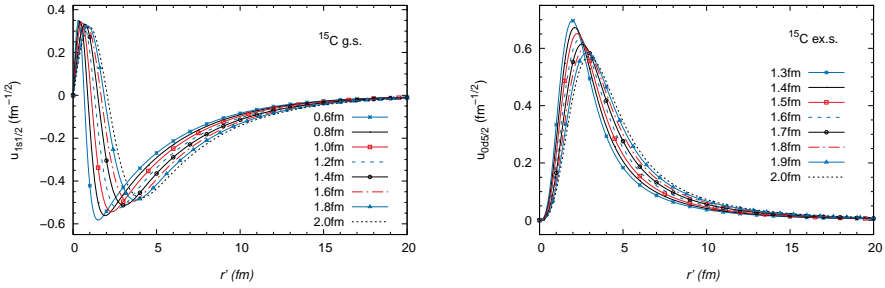 ¹⁵C g.s.
u1s1/2 (fm⁻¹/²)
0.4
0.2
0
−0.2
−0.4
−0.6
0.6fm
0.8fm
1.0fm
1.2fm
1.4fm
1.6fm
1.8fm
2.0fm
0 5 10 15 20
r' (fm)
¹⁵C ex.s.
u0d5/2 (fm⁻¹/²)
0.6
0.4
0.2
0
1.3fm
1.4fm
1.5fm
1.6fm
1.7fm
1.8fm
1.9fm
2.0fm
0 5 10 15 20
r' (fm)